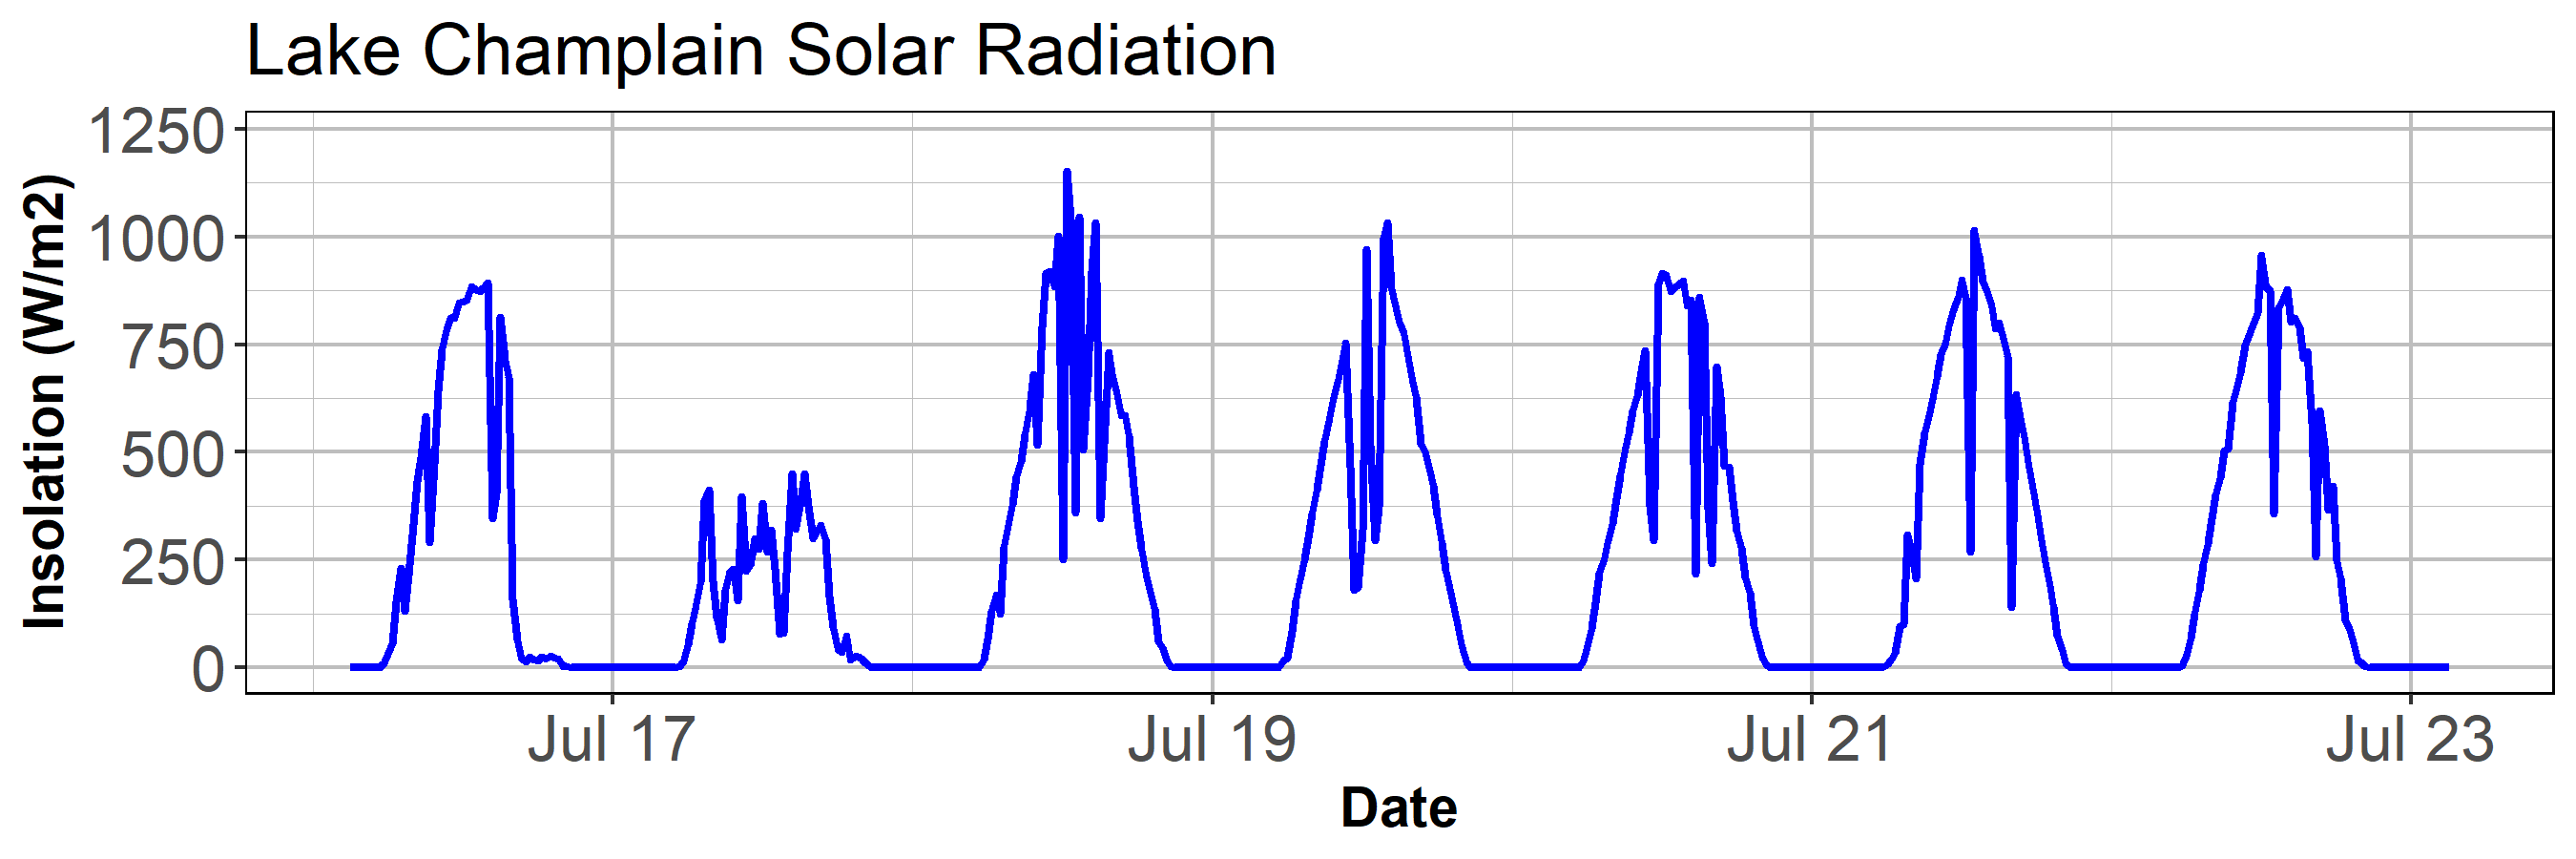 Lake Champlain Solar Radiation
1250
1000
750
500
250
0
Insolation (W/m2)
Jul 17 Jul 19 Jul 21 Jul 23
Date